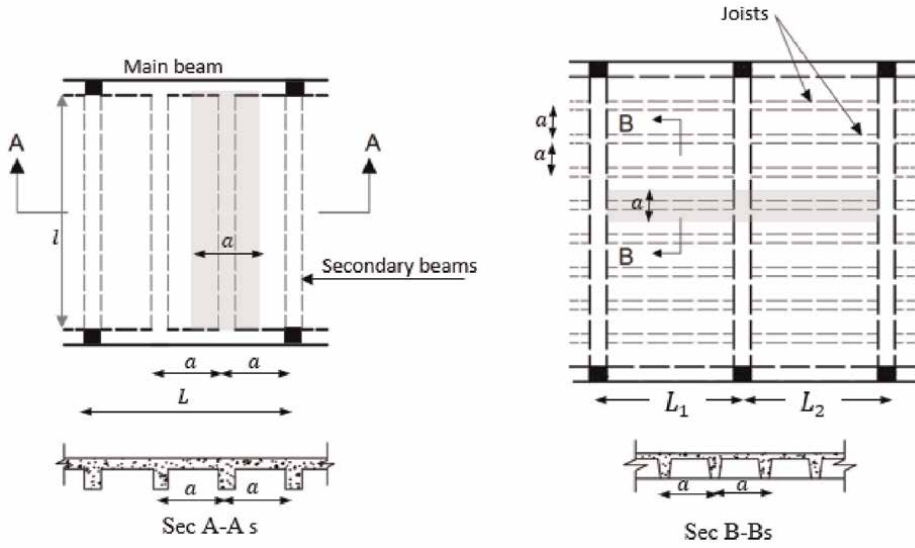 Main beam
A
A
l
a
Secondary beams
a
a
L
a
a
Sec A-A s
Joists
a
a
B
a
B
L₁
L₂
a
a
Sec B-Bs